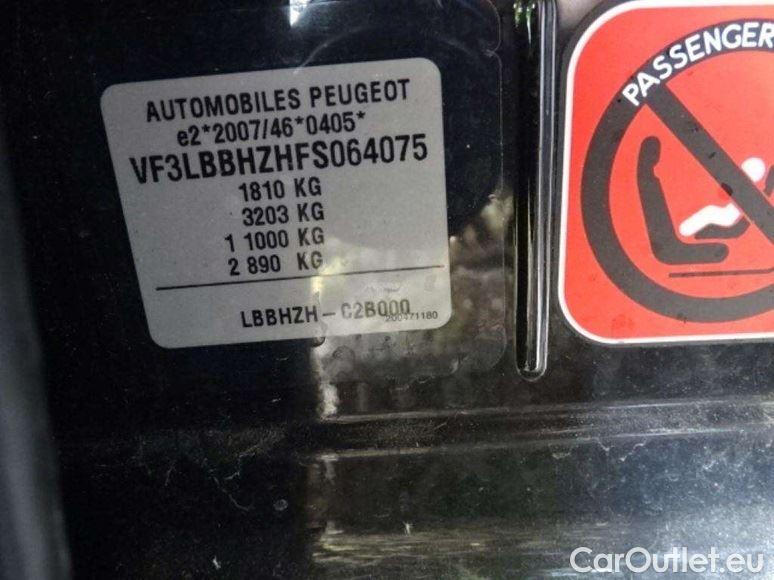 AUTOMOBILES PEUGEOT
e2*2007/46*0405*
VF3LBBHZHFS064075
1810 KG
3203 KG
1 1000 KG
2 890 KG
LBBHZH-C2B000
200471180
PASSENGER
CarOutlet.eu